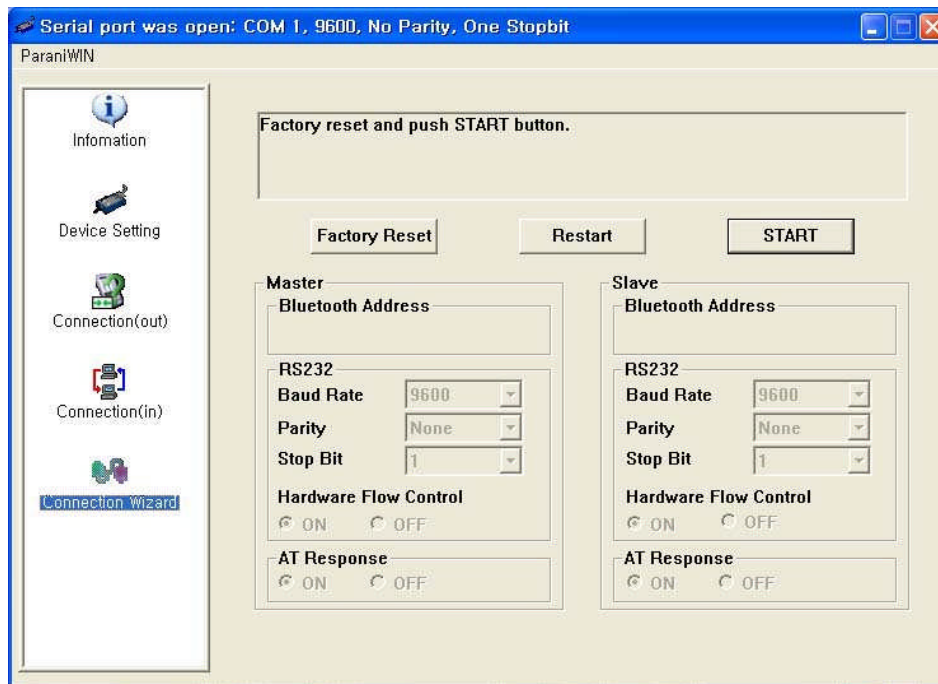 Serial port was open: COM 1, 9600, No Parity, One Stopbit
ParaniWIN
Infomation
Device Setting
Connection(out)
Connection(in)
Connection Wizard
Factory reset and push START button.
Factory Reset Restart START
Master
Bluetooth Address
RS232
Baud Rate 9600
Parity None
Stop Bit 1
Hardware Flow Control
ON OFF
AT Response
ON OFF
Slave
Bluetooth Address
RS232
Baud Rate 9600
Parity None
Stop Bit 1
Hardware Flow Control
ON OFF
AT Response
ON OFF